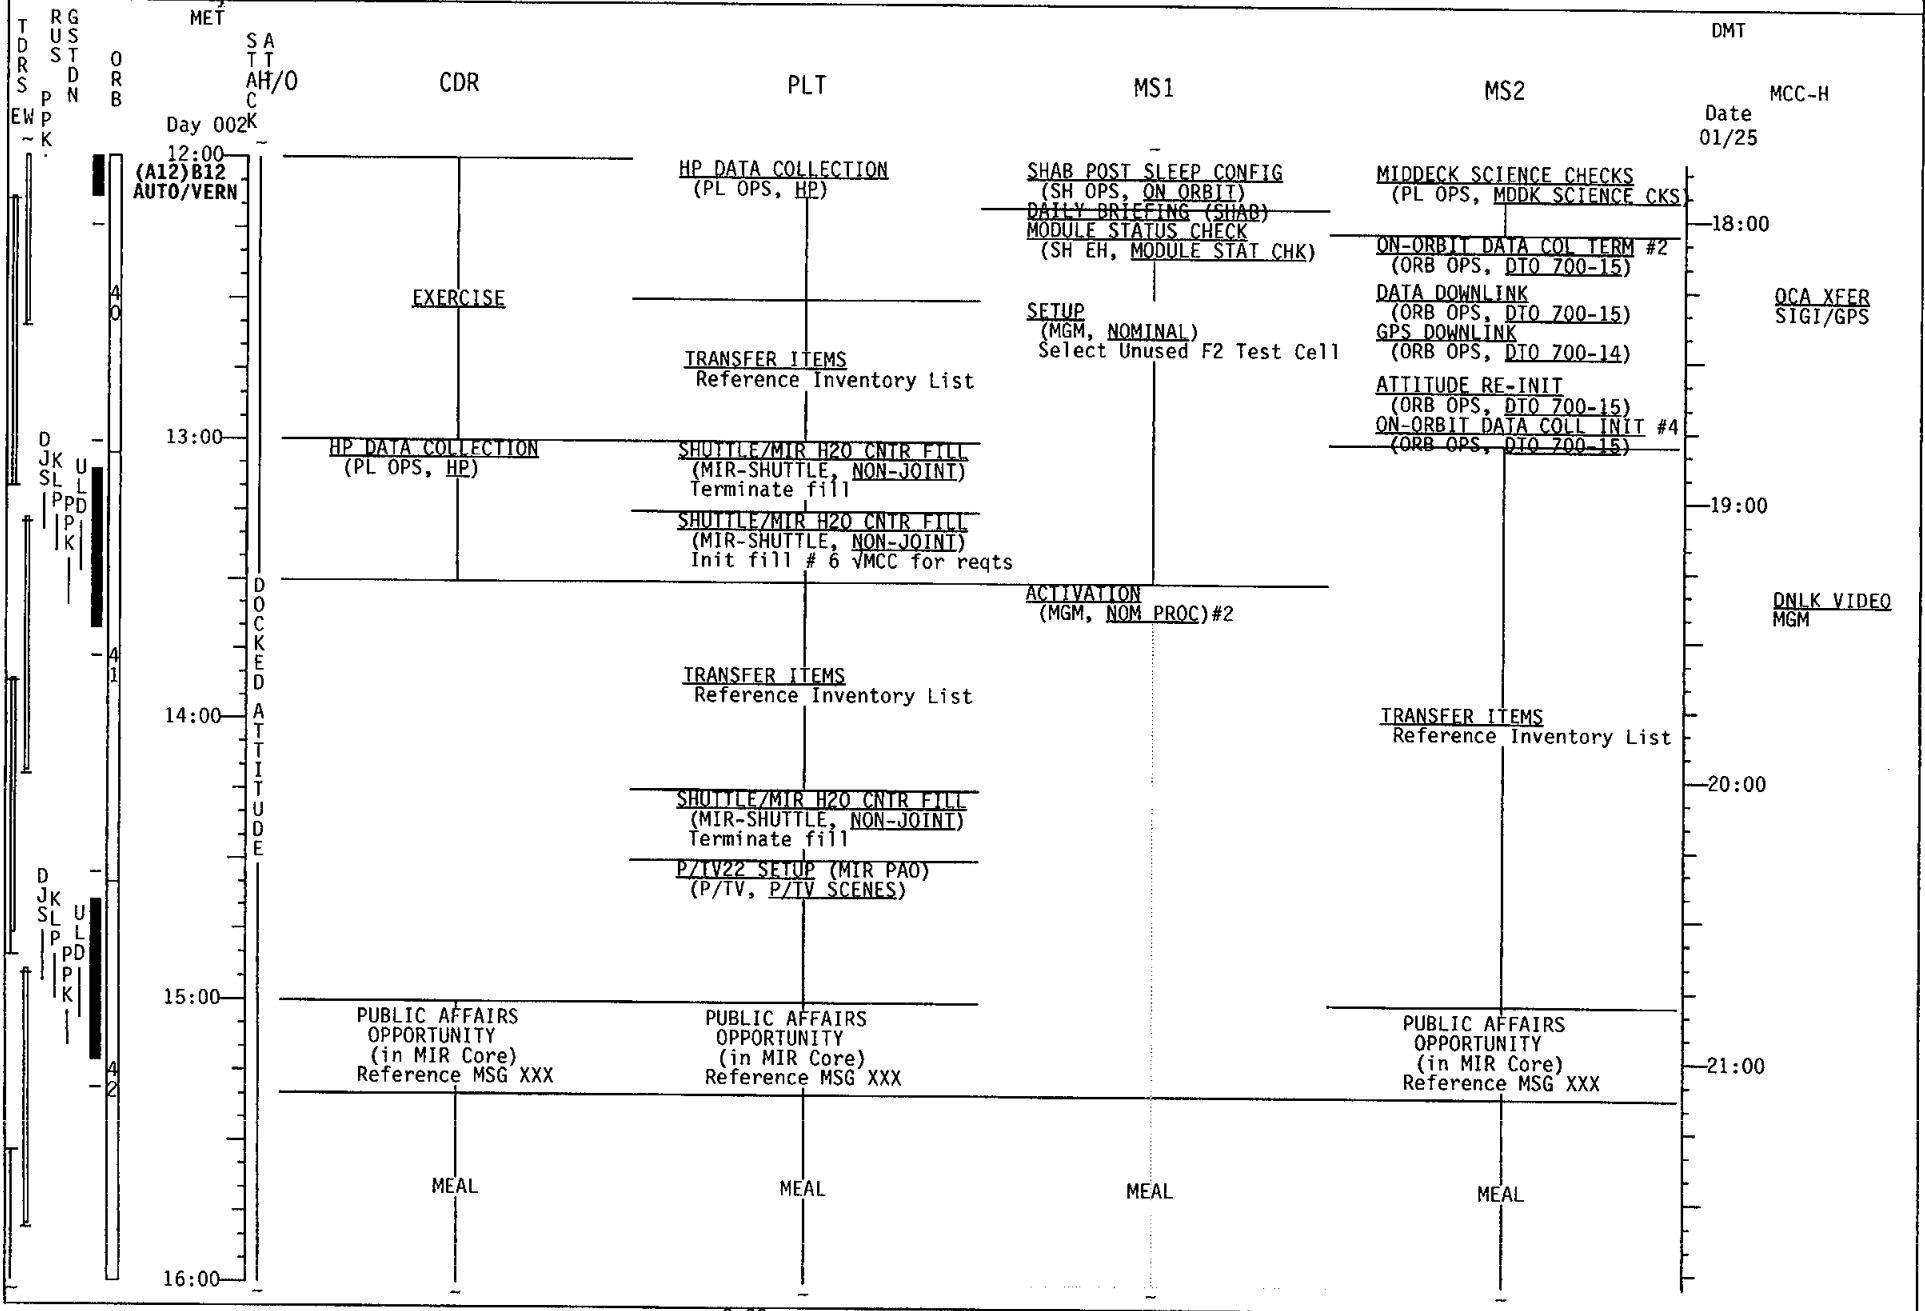 TDRS
EW
RUS
PPK
GSTDN
ORB
MET
STACK
ATT
H/O
CDR
PLT
MS1
MS2
DMT
MCC-H
Day 002
Date
01/25
12:00
(A12)B12
AUTO/VERN
13:00
14:00
15:00
16:00
40
41
42
DJS
KLP
PPK
ULD
DJS
KLP
PPK
ULD
DOCKED ATTITUDE
EXERCISE
HP DATA COLLECTION
(PL OPS, HP)
PUBLIC AFFAIRS
OPPORTUNITY
(in MIR Core)
Reference MSG XXX
MEAL
HP DATA COLLECTION
(PL OPS, HP)
TRANSFER ITEMS
Reference Inventory List
SHUTTLE/MIR H2O CNTR FILL
(MIR-SHUTTLE, NON-JOINT)
Terminate fill
SHUTTLE/MIR H2O CNTR FILL
(MIR-SHUTTLE, NON-JOINT)
Init fill # 6 √MCC for reqts
TRANSFER ITEMS
Reference Inventory List
SHUTTLE/MIR H2O CNTR FILL
(MIR-SHUTTLE, NON-JOINT)
Terminate fill
P/TV22 SETUP (MIR PAO)
(P/TV, P/TV SCENES)
PUBLIC AFFAIRS
OPPORTUNITY
(in MIR Core)
Reference MSG XXX
MEAL
SHAB POST SLEEP CONFIG
(SH OPS, ON ORBIT)
DAILY BRIEFING (SHAB)
MODULE STATUS CHECK
(SH EH, MODULE STAT CHK)
SETUP
(MGM, NOMINAL)
Select Unused F2 Test Cell
ACTIVATION
(MGM, NOM PROC)#2
MEAL
MIDDECK SCIENCE CHECKS
(PL OPS, MDDK SCIENCE CKS)
ON-ORBIT DATA COL TERM #2
(ORB OPS, DTO 700-15)
DATA DOWNLINK
(ORB OPS, DTO 700-15)
GPS DOWNLINK
(ORB OPS, DTO 700-14)
ATTITUDE RE-INIT
(ORB OPS, DTO 700-15)
ON-ORBIT DATA COLL INIT #4
(ORB OPS, DTO 700-15)
TRANSFER ITEMS
Reference Inventory List
PUBLIC AFFAIRS
OPPORTUNITY
(in MIR Core)
Reference MSG XXX
MEAL
18:00
19:00
20:00
21:00
OCA XFER
SIGI/GPS
DNLK VIDEO
MGM